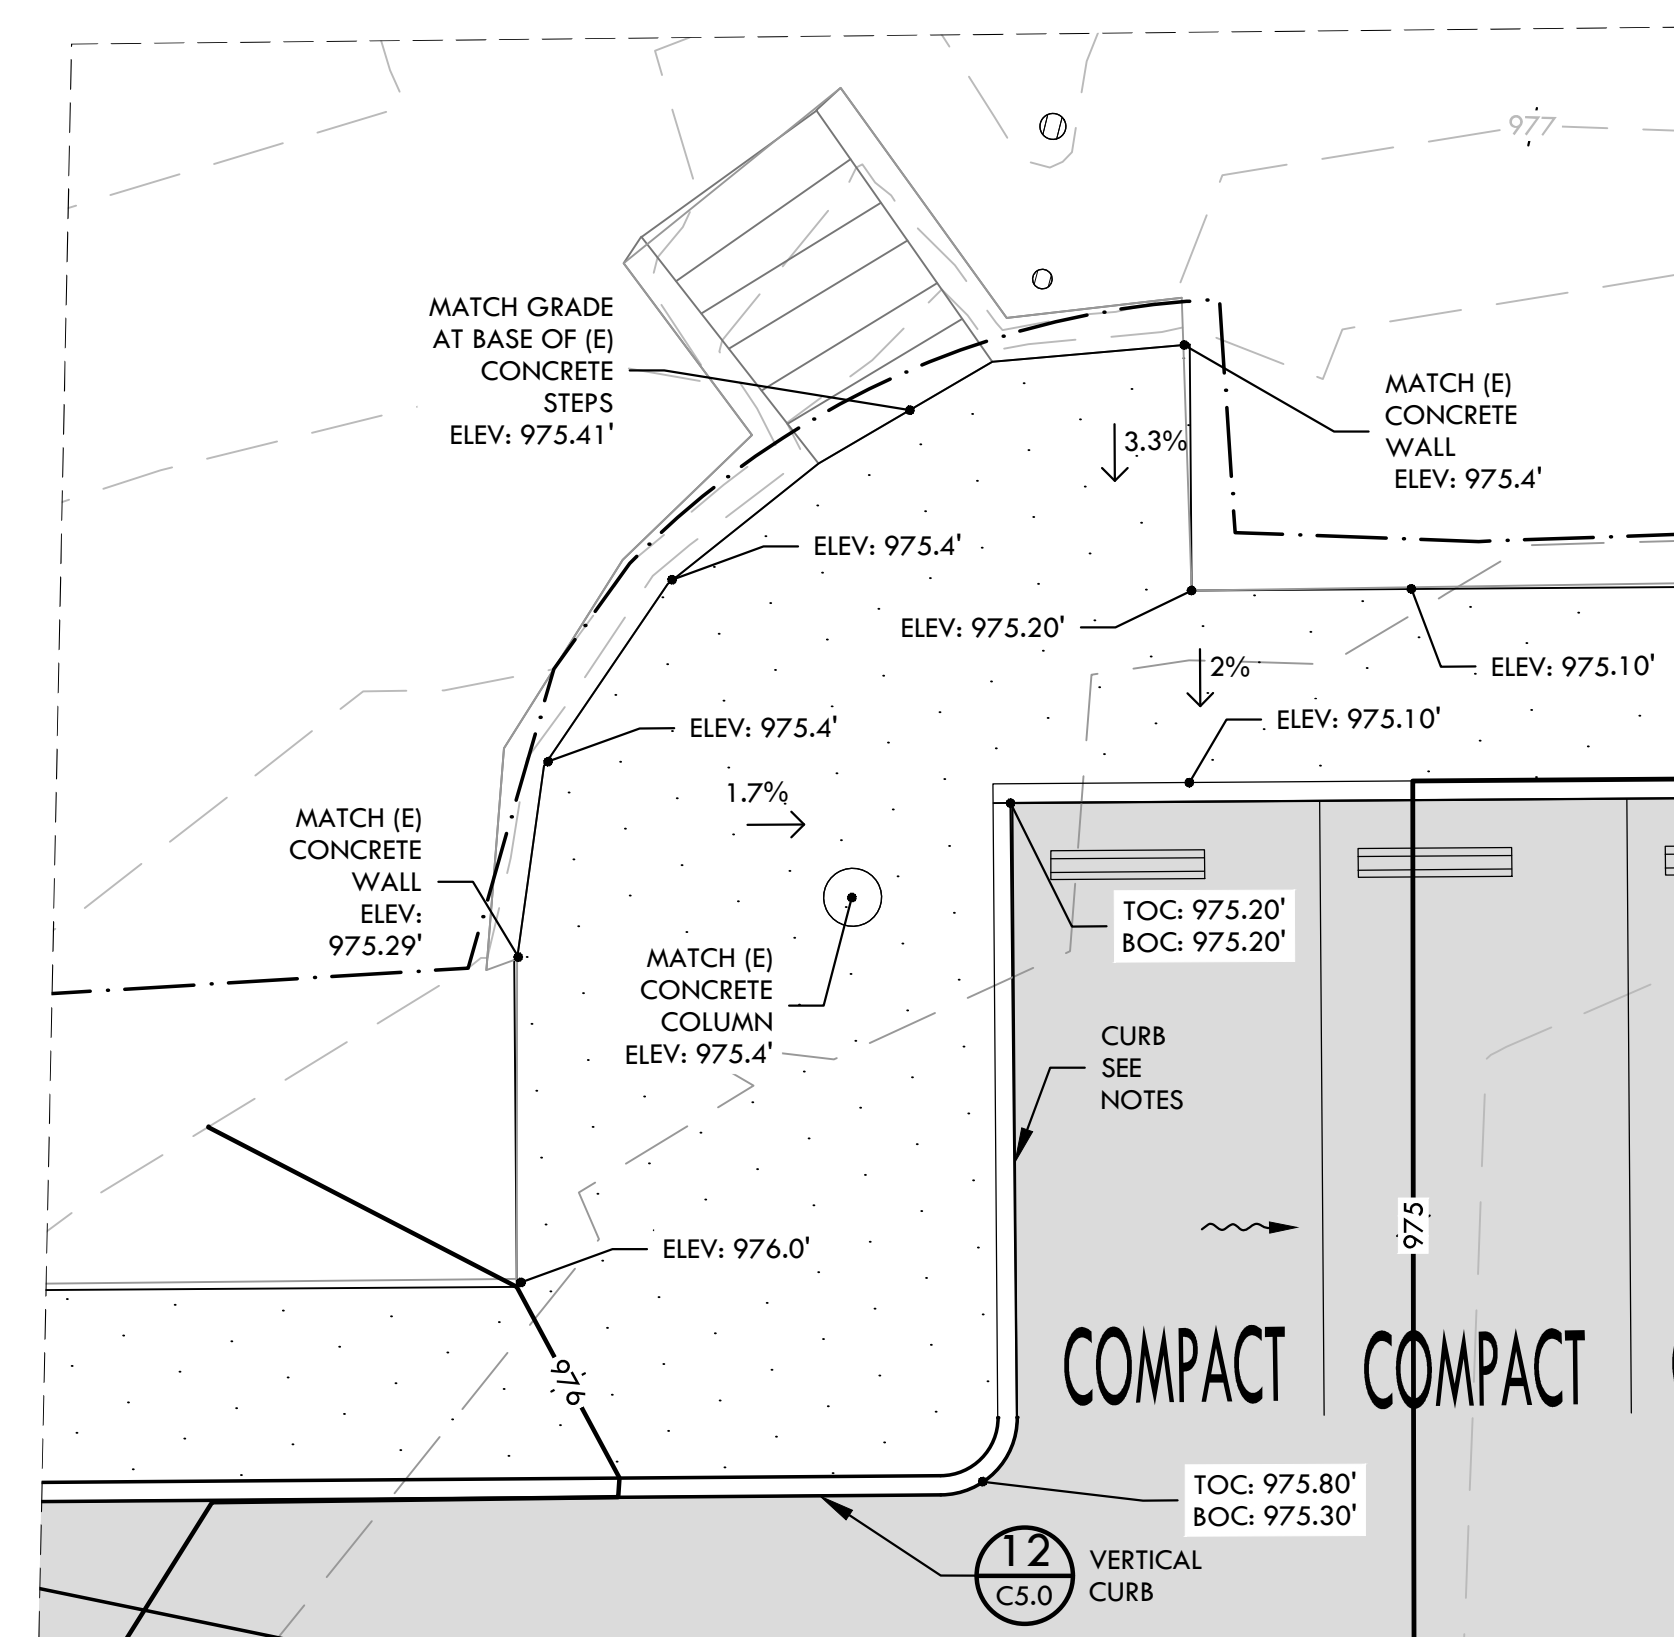 977
MATCH GRADE
AT BASE OF (E)
CONCRETE
STEPS
ELEV: 975.41'
MATCH (E)
CONCRETE
WALL
ELEV: 975.4'
3.3%
ELEV: 975.4'
ELEV: 975.20'
2%
ELEV: 975.10'
ELEV: 975.10'
ELEV: 975.4'
1.7%
MATCH (E)
CONCRETE
WALL
ELEV:
975.29'
TOC: 975.20'
BOC: 975.20'
MATCH (E)
CONCRETE
COLUMN
ELEV: 975.4'
CURB
SEE
NOTES
975
ELEV: 976.0'
976
COMPACT
COMPACT
TOC: 975.80'
BOC: 975.30'
12
C5.0
VERTICAL
CURB